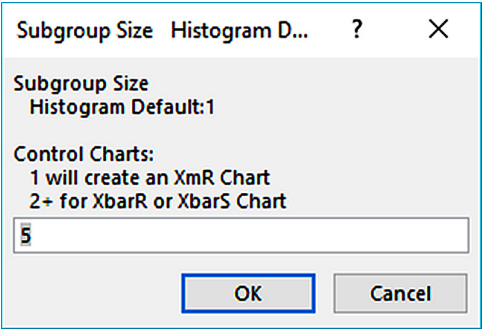 Subgroup Size   Histogram D...   ?
Subgroup Size
Histogram Default:1
Control Charts:
1 will create an XmR Chart
2+ for XbarR or XbarS Chart
5
OK   Cancel